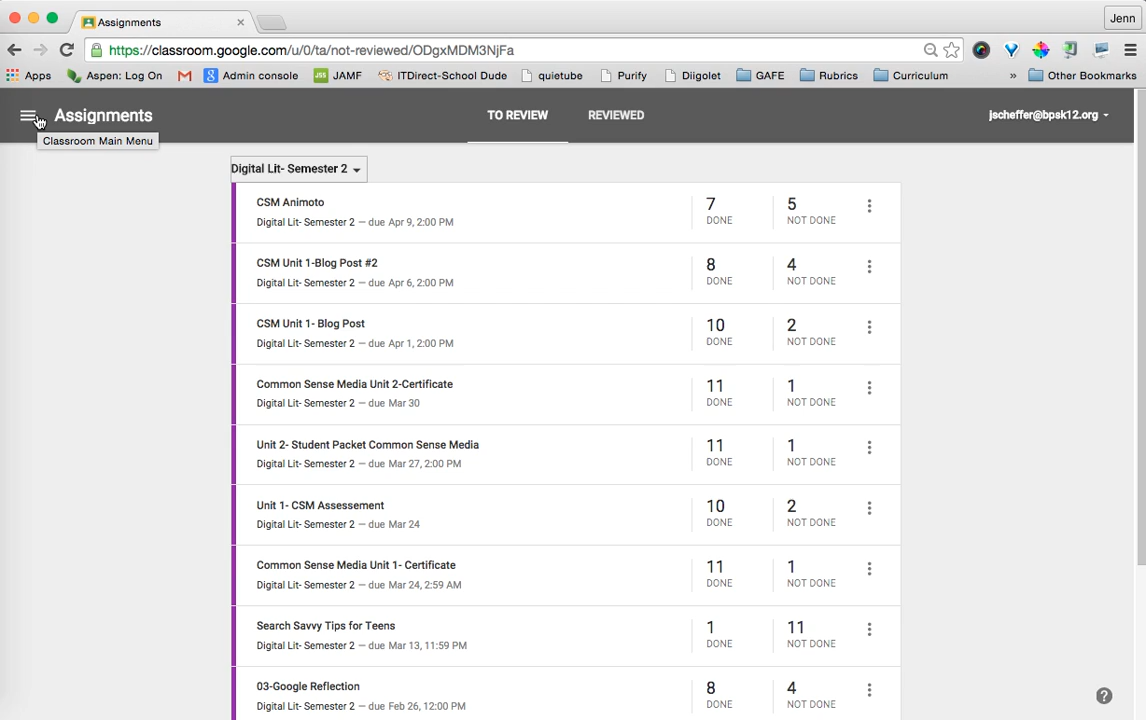 Assignments
Jenn
https://classroom.google.com/u/0/ta/not-reviewed/ODgxMDM3NjFa
Apps Aspen: Log On Admin console JSS JAMF ITDirect-School Dude quietube Purify Diigolet GAFE Rubrics Curriculum » Other Bookmarks
Assignments TO REVIEW REVIEWED jscheffer@bpsk12.org
Classroom Main Menu
Digital Lit- Semester 2
CSM Animoto 7 5
Digital Lit- Semester 2 — due Apr 9, 2:00 PM DONE NOT DONE
CSM Unit 1-Blog Post #2 8 4
Digital Lit- Semester 2 — due Apr 6, 2:00 PM DONE NOT DONE
CSM Unit 1- Blog Post 10 2
Digital Lit- Semester 2 — due Apr 1, 2:00 PM DONE NOT DONE
Common Sense Media Unit 2-Certificate 11 1
Digital Lit- Semester 2 — due Mar 30 DONE NOT DONE
Unit 2- Student Packet Common Sense Media 11 1
Digital Lit- Semester 2 — due Mar 27, 2:00 PM DONE NOT DONE
Unit 1- CSM Assessement 10 2
Digital Lit- Semester 2 — due Mar 24 DONE NOT DONE
Common Sense Media Unit 1- Certificate 11 1
Digital Lit- Semester 2 — due Mar 24, 2:59 AM DONE NOT DONE
Search Savvy Tips for Teens 1 11
Digital Lit- Semester 2 — due Mar 13, 11:59 PM DONE NOT DONE
03-Google Reflection 8 4
Digital Lit- Semester 2 — due Feb 26, 12:00 PM DONE NOT DONE